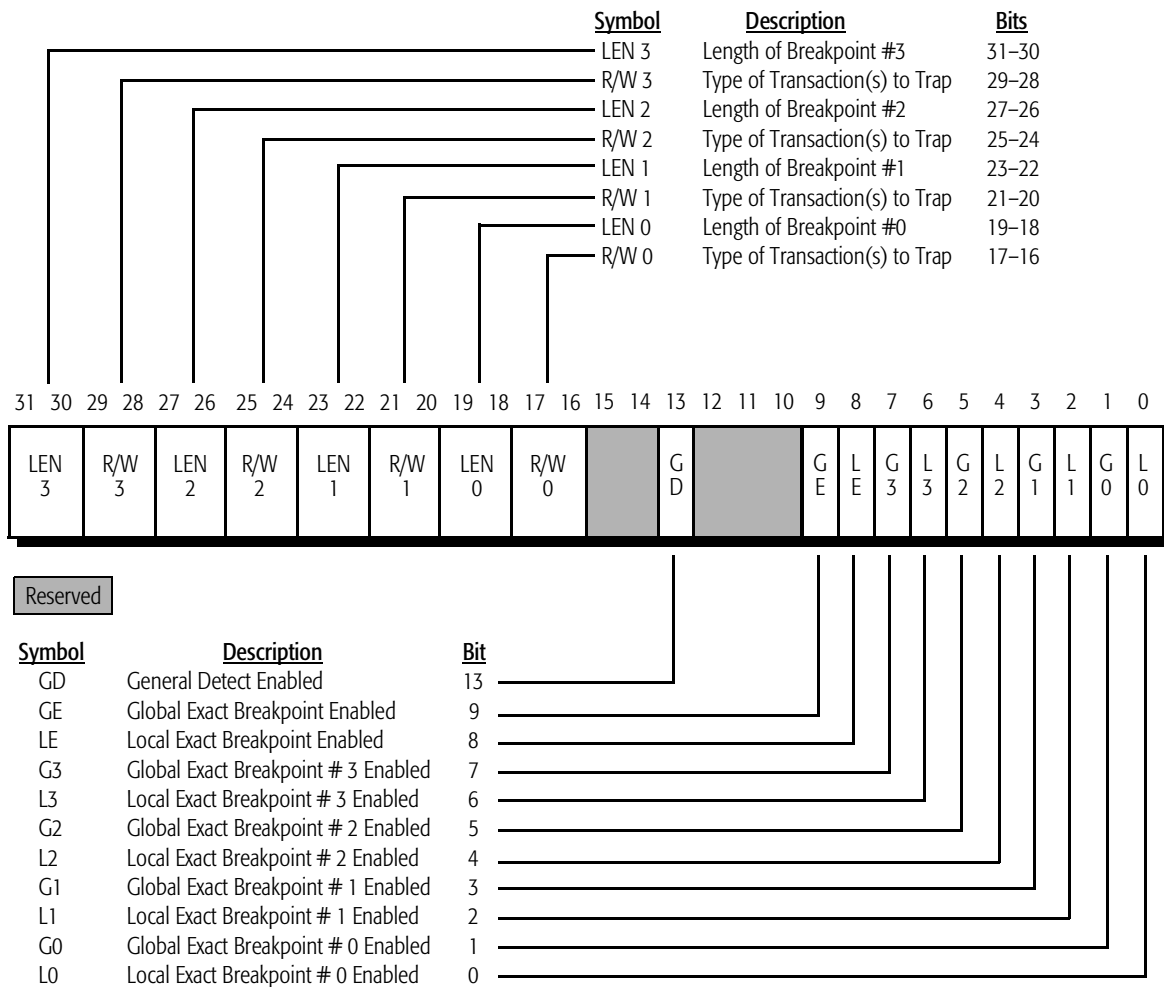 Symbol Description Bits
LEN 3 Length of Breakpoint #3 31–30
R/W 3 Type of Transaction(s) to Trap 29–28
LEN 2 Length of Breakpoint #2 27–26
R/W 2 Type of Transaction(s) to Trap 25–24
LEN 1 Length of Breakpoint #1 23–22
R/W 1 Type of Transaction(s) to Trap 21–20
LEN 0 Length of Breakpoint #0 19–18
R/W 0 Type of Transaction(s) to Trap 17–16
31 30 29 28 27 26 25 24 23 22 21 20 19 18 17 16 15 14 13 12 11 10 9 8 7 6 5 4 3 2 1 0
LEN R/W LEN R/W LEN R/W LEN R/W G G L G L G L G L G L
3 3 2 2 1 1 0 0 D E E 3 3 2 2 1 1 0 0
Reserved
Symbol Description Bit
GD General Detect Enabled 13
GE Global Exact Breakpoint Enabled 9
LE Local Exact Breakpoint Enabled 8
G3 Global Exact Breakpoint # 3 Enabled 7
L3 Local Exact Breakpoint # 3 Enabled 6
G2 Global Exact Breakpoint # 2 Enabled 5
L2 Local Exact Breakpoint # 2 Enabled 4
G1 Global Exact Breakpoint # 1 Enabled 3
L1 Local Exact Breakpoint # 1 Enabled 2
G0 Global Exact Breakpoint # 0 Enabled 1
L0 Local Exact Breakpoint # 0 Enabled 0